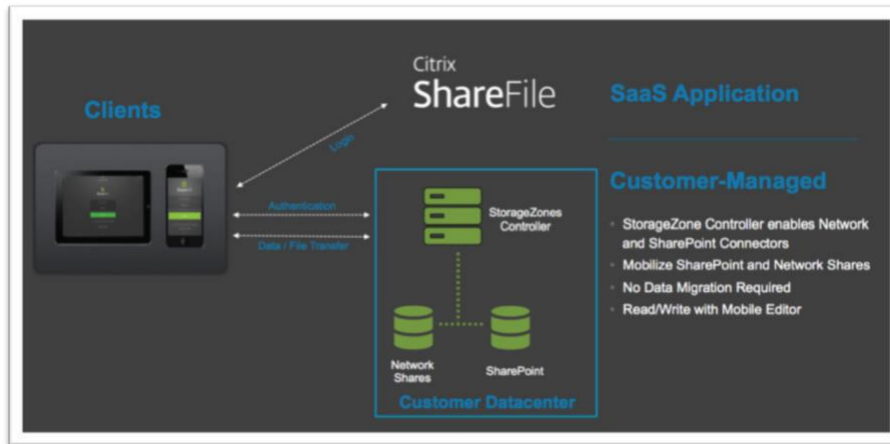 Citrix
ShareFile
SaaS Application
Clients
Login
Customer-Managed
Authentication
StorageZones
Controller
StorageZone Controller enables Network
and SharePoint Connectors
Data / File Transfer
Mobilize SharePoint and Network Shares
No Data Migration Required
Read/Write with Mobile Editor
Network
Shares
SharePoint
Customer Datacenter